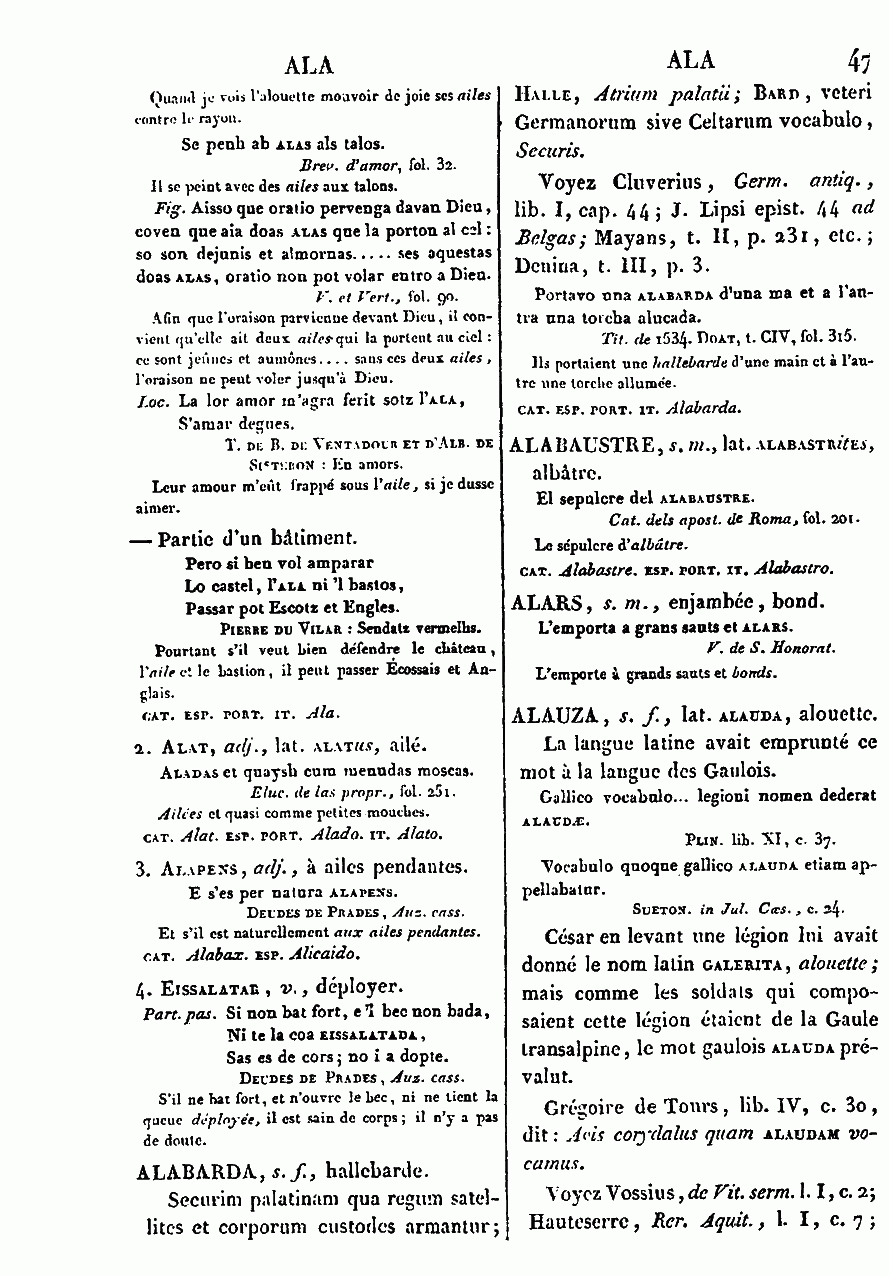 ALA
Quand je vois l'alouette mouvoir de joie ses ailes
contre le rayon.
Se penh ab ALAS als talos.
Brev. d'amor, fol. 32.
Il se peint avec des ailes aux talons.
Fig. Aisso que oratio pervenga davan Dieu,
coven que aia doas ALAS que la porton al cel:
so son dejunis et almornas..... ses aquestas
doas ALAS, oratio non pot volar entro a Dieu.
V. et Vert., fol. 90.
Afin que l'oraison parvienne devant Dieu, il con-
vient qu'elle ait deux ailes qui la portent au ciel:
ce sont jeûnes et aumônes.... sans ces deux ailes,
l'oraison ne peut voler jusqu'à Dieu.
Loc. La lor amor m'agra ferit sotz l'ALA,
S'amar degues.
T. DE B. DE VENTADOUR ET D'ALB. DE
SISTERON : En amors.
Leur amour m'eût frappé sous l'aile, si je dusse
aimer.
— Partie d'un bâtiment.
Pero si ben vol amparar
Lo castel, l'ALA ni 'l bastos,
Passar pot Escotz et Engles.
PIERRE DU VILAR : Sendatz vermelhs.
Pourtant s'il veut bien défendre le château,
l'aile et le bastion, il peut passer Écossais et An-
glais.
CAT. ESP. PORT. IT. Ala.
2. ALAT, adj., lat. ALATus, ailé.
ALADAS et quaysh cum menudas moscas.
Eluc. de las propr., fol. 251.
Ailées et quasi comme petites mouches.
CAT. Alat. ESP. PORT. Alado. IT. Alato.
3. ALAPENS, adj., à ailes pendantes.
E s'es per natura ALAPENS.
DEUDES DE PRADES, Auz. cass.
Et s'il est naturellement aux ailes pendantes.
CAT. Alabax. ESP. Alicaido.
4. EISSALATAR, v., déployer.
Part. pas. Si non bat fort, e 'l bec non bada,
Ni te la coa EISSALATADA,
Sas es de cors; no i a dopte.
DEUDES DE PRADES, Auz. cass.
S'il ne bat fort, et n'ouvre le bec, ni ne tient la
queue déployée, il est sain de corps; il n'y a pas
de doute.
ALABARDA, s. f., hallebarde.
Securim palatinam qua regum satel-
lites et corporum custodes armantur;
ALA 47
HALLE, Atrium palatii; BARD, veteri
Germanorum sive Celtarum vocabulo,
Securis.
Voyez Cluverius, Germ. antiq.,
lib. I, cap. 44; J. Lipsi epist. 44 ad
Belgas; Mayans, t. II, p. 231, etc.;
Denina, t. III, p. 3.
Portavo una ALABARDA d'una ma et a l'au-
tra una torcha alucada.
Tit. de 1534. DOAT, t. CIV, fol. 315.
Ils portaient une hallebarde d'une main et à l'au-
tre une torche allumée.
CAT. ESP. PORT. IT. Alabarda.
ALABAUSTRE, s. m., lat. ALABASTRites,
albâtre.
El sepulcre del ALABAUSTRE.
Cat. dels apost. de Roma, fol. 201.
Le sépulcre d'albâtre.
CAT. Alabastre. ESP. PORT. IT. Alabastro.
ALARS, s. m., enjambée, bond.
L'emporta a grans sauts et ALARS.
V. de S. Honorat.
L'emporte à grands sauts et bonds.
ALAUZA, s. f., lat. ALAUDA, alouette.
La langue latine avait emprunté ce
mot à la langue des Gaulois.
Gallico vocabulo... legioni nomen dederat
ALAUDÆ.
PLIN. lib. XI, c. 37.
Vocabulo quoque gallico ALAUDA etiam ap-
pellabatur.
SUETON. in Jul. Cæs., c. 24.
César en levant une légion lui avait
donné le nom latin GALERITA, alouette;
mais comme les soldats qui compo-
saient cette légion étaient de la Gaule
transalpine, le mot gaulois ALAUDA pré-
valut.
Grégoire de Tours, lib. IV, c. 30,
dit : Avis corydalus quam ALAUDAM vo-
camus.
Voyez Vossius, de Vit. serm. l. I, c. 2;
Hauteserre, Rer. Aquit., l. I, c. 7;